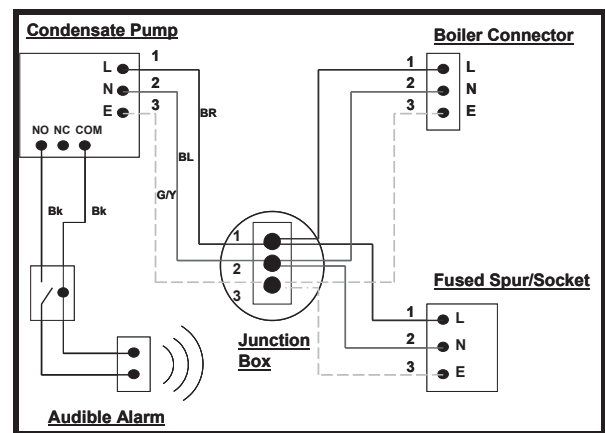 Condensate Pump
Boiler Connector
L 1
N 2
E 3
NO NC COM
1 L
2 N
3 E
BR
BL
G/Y
Bk Bk
1
2
3
Junction
Box
Fused Spur/Socket
1 L
2 N
3 E
Audible Alarm